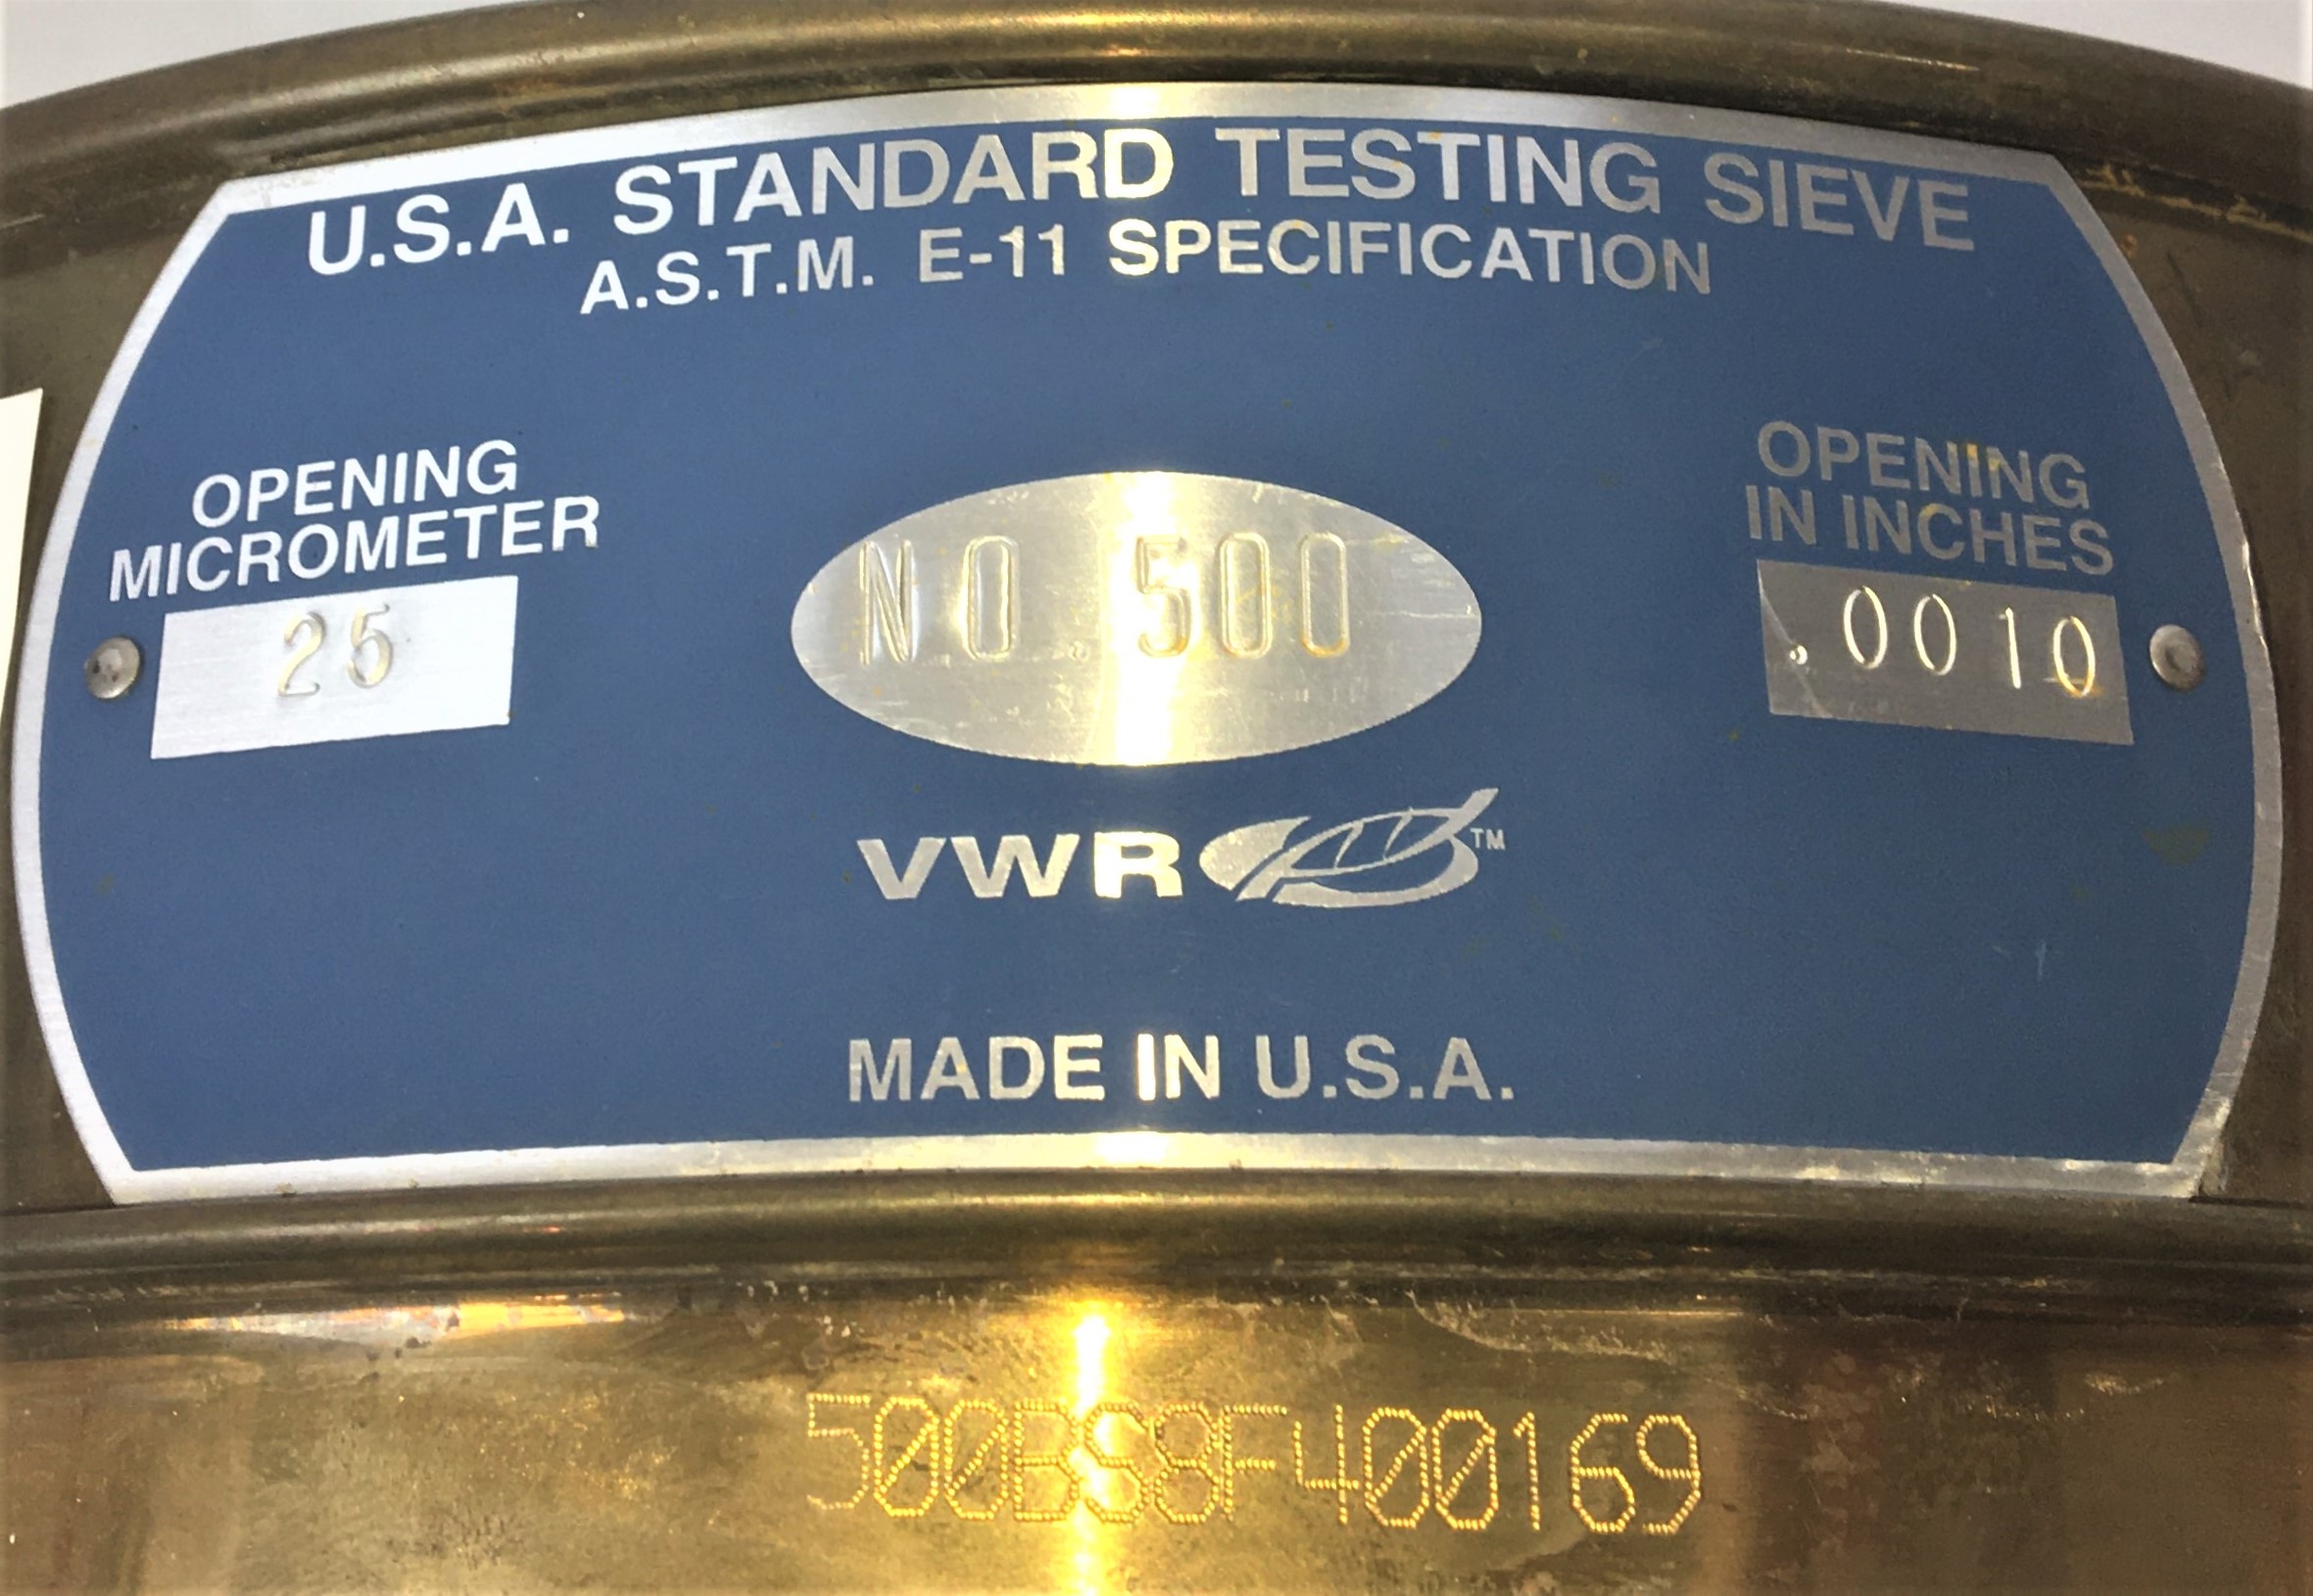 U.S.A. STANDARD TESTING SIEVE
A.S.T.M. E-11 SPECIFICATION
OPENING
MICROMETER
25
NO.500
OPENING
IN INCHES
.0010
VWR™
MADE IN U.S.A.
500BS8F400169